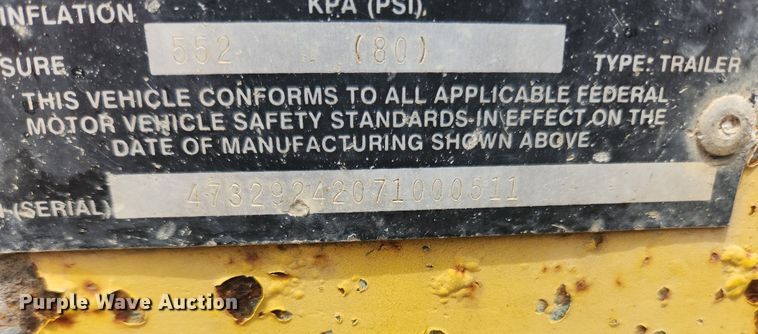 KPA (PSI).
INFLATION
SURE 552 (80) TYPE: TRAILER
THIS VEHICLE CONFORMS TO ALL APPLICABLE FEDERAL
MOTOR VEHICLE SAFETY STANDARDS IN EFFECT ON THE
DATE OF MANUFACTURING SHOWN ABOVE.
(SERIAL) 47329242071000511
Purple Wave Auction